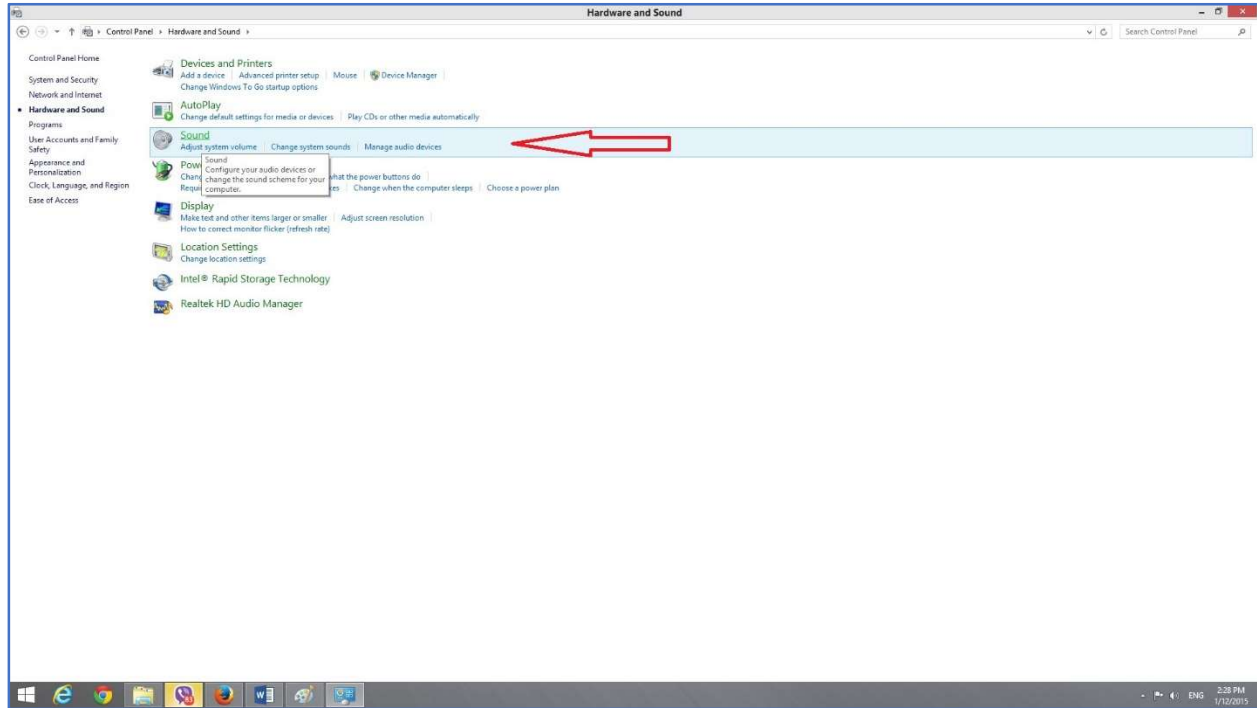 Hardware and Sound
Control Panel › Hardware and Sound ›
Search Control Panel
Control Panel Home
System and Security
Network and Internet
Hardware and Sound
Programs
User Accounts and Family
Safety
Appearance and
Personalization
Clock, Language, and Region
Ease of Access
Devices and Printers
Add a device | Advanced printer setup | Mouse | Device Manager
Change Windows To Go startup options
AutoPlay
Change default settings for media or devices | Play CDs or other media automatically
Sound
Adjust system volume | Change system sounds | Manage audio devices
Sound
Configure your audio devices or
change the sound scheme for your
computer.
what the power buttons do
Change when the computer sleeps | Choose a power plan
Display
Make text and other items larger or smaller | Adjust screen resolution
How to correct monitor flicker (refresh rate)
Location Settings
Change location settings
Intel® Rapid Storage Technology
Realtek HD Audio Manager
ENG
2:28 PM
1/12/2015